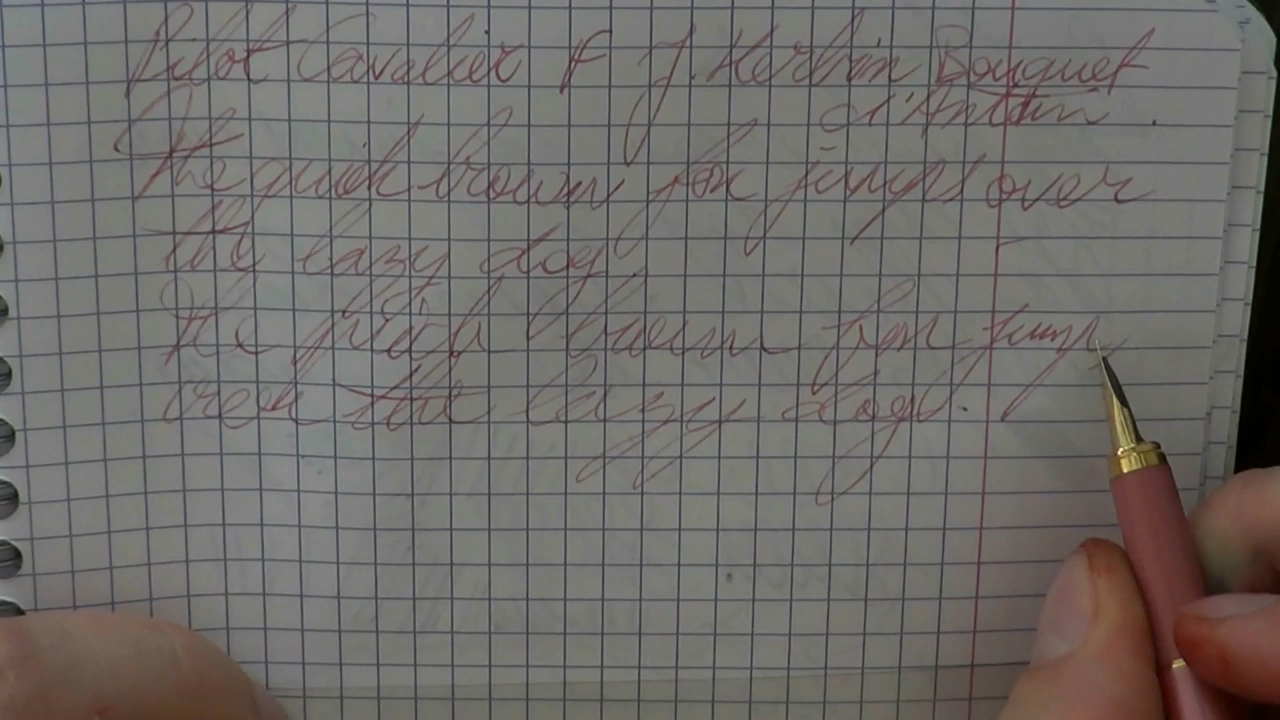 Pilot Cavalier F J. Herbin Bouquet
d'Antan.
The quick brown fox jumps over
the lazy dog
The quick brown fox jump
over the lazy dog.